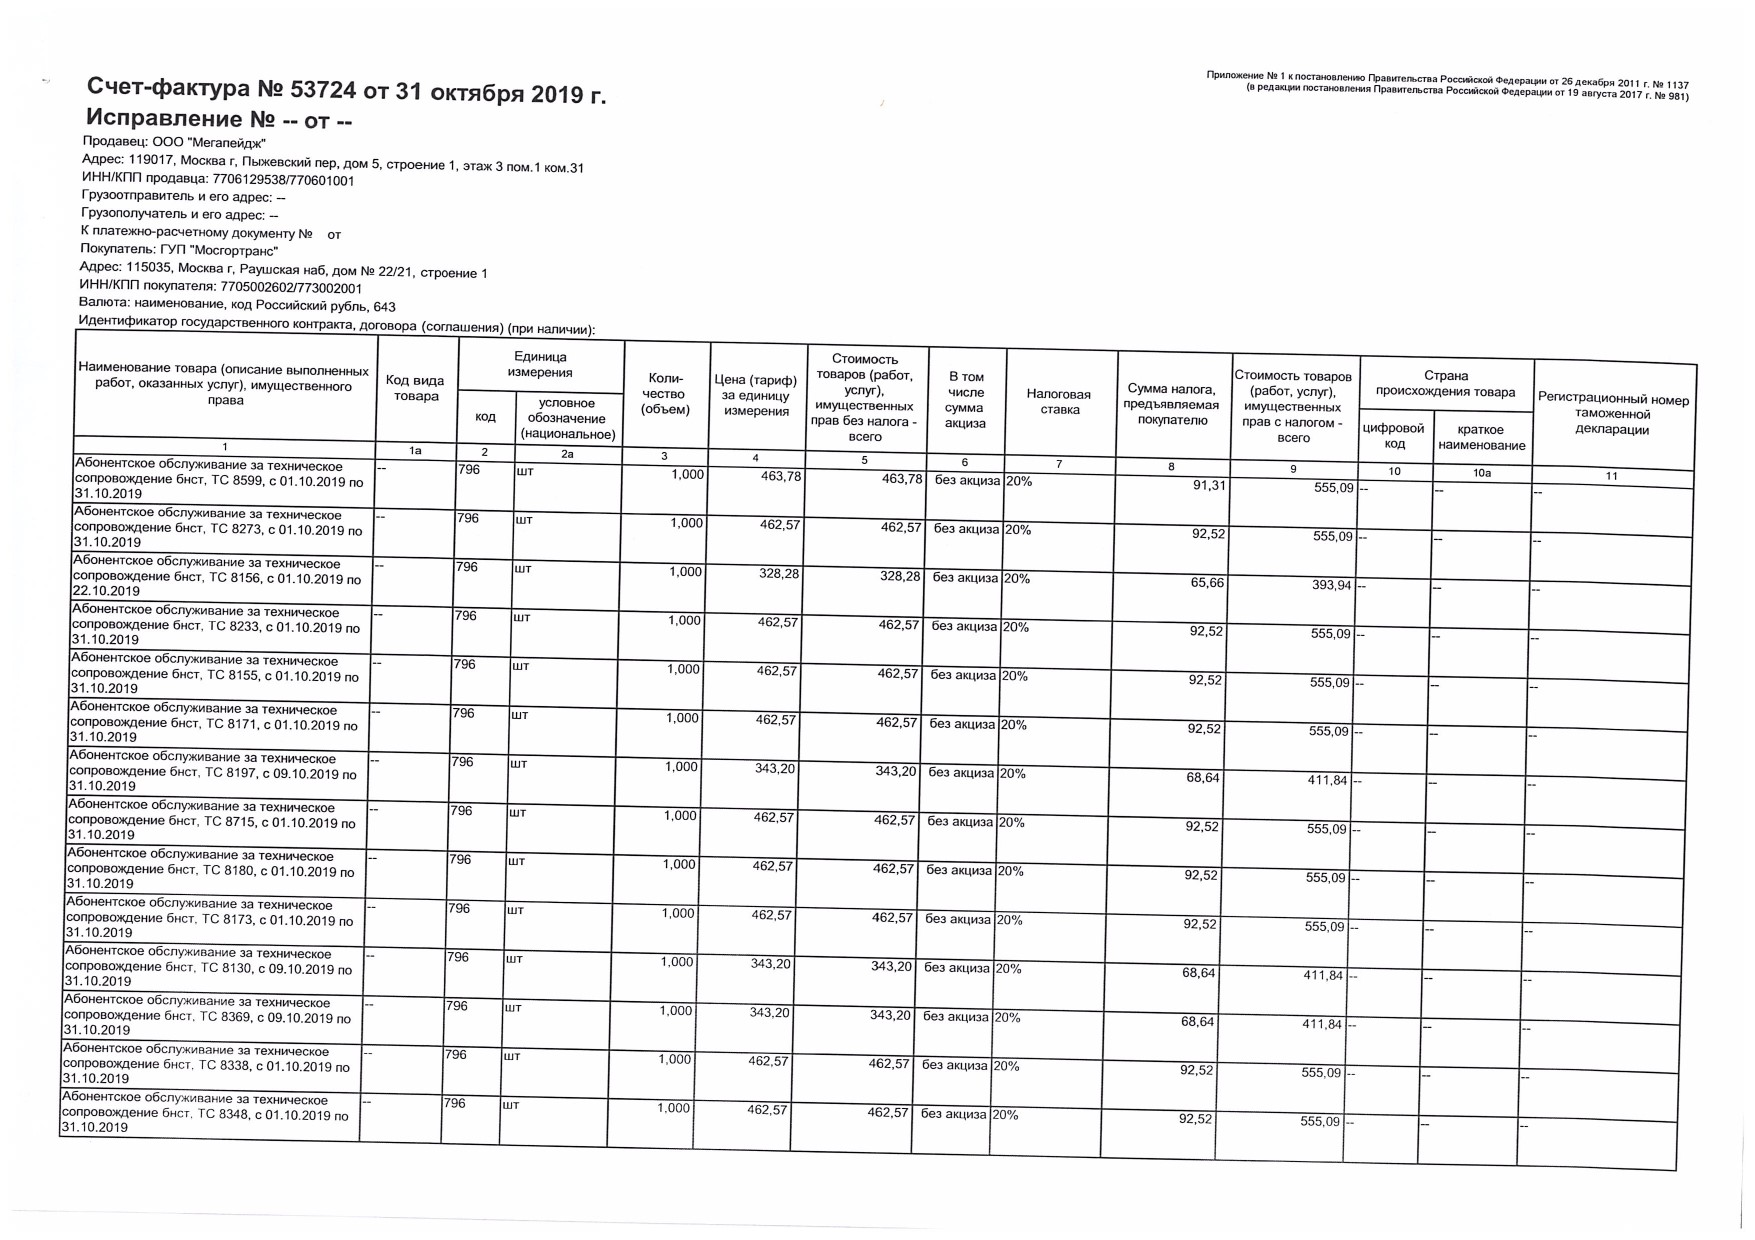 Приложение № 1 к постановлению Правительства Российской Федерации от 26 декабря 2011 г. № 1137
(в редакции постановления Правительства Российской Федерации от 19 августа 2017 г. № 981)
Счет-фактура № 53724 от 31 октября 2019 г.
Исправление № -- от --
Продавец: ООО "Мегапейдж"
Адрес: 119017, Москва г, Пыжевский пер, дом 5, строение 1, этаж 3 пом.1 ком.31
ИНН/КПП продавца: 7706129538/770601001
Грузоотправитель и его адрес: --
Грузополучатель и его адрес: --
К платежно-расчетному документу № от
Покупатель: ГУП "Мосгортранс"
Адрес: 115035, Москва г, Раушская наб, дом № 22/21, строение 1
ИНН/КПП покупателя: 7705002602/773002001
Валюта: наименование, код Российский рубль, 643
Идентификатор государственного контракта, договора (соглашения) (при наличии):
Наименование товара (описание выполненных
работ, оказанных услуг), имущественного
права
Код вида
товара
Единица
измерения
код
условное
обозначение
(национальное)
Коли-
чество
(объем)
Цена (тариф)
за единицу
измерения
Стоимость
товаров (работ,
услуг),
имущественных
прав без налога -
всего
В том
числе
сумма
акциза
Налоговая
ставка
Сумма налога,
предъявляемая
покупателю
Стоимость товаров
(работ, услуг),
имущественных
прав с налогом -
всего
Страна
происхождения товара
цифровой
код
краткое
наименование
Регистрационный номер
таможенной
декларации
1 1а 2 2а 3 4 5 6 7 8 9 10 10а 11
Абонентское обслуживание за техническое
сопровождение бнст, ТС 8599, с 01.10.2019 по
31.10.2019
-- 796 шт 1,000 463,78 463,78 без акциза 20% 91,31 555,09 -- -- --
Абонентское обслуживание за техническое
сопровождение бнст, ТС 8273, с 01.10.2019 по
31.10.2019
-- 796 шт 1,000 462,57 462,57 без акциза 20% 92,52 555,09 -- -- --
Абонентское обслуживание за техническое
сопровождение бнст, ТС 8156, с 01.10.2019 по
22.10.2019
-- 796 шт 1,000 328,28 328,28 без акциза 20% 65,66 393,94 -- -- --
Абонентское обслуживание за техническое
сопровождение бнст, ТС 8233, с 01.10.2019 по
31.10.2019
-- 796 шт 1,000 462,57 462,57 без акциза 20% 92,52 555,09 -- -- --
Абонентское обслуживание за техническое
сопровождение бнст, ТС 8155, с 01.10.2019 по
31.10.2019
-- 796 шт 1,000 462,57 462,57 без акциза 20% 92,52 555,09 -- -- --
Абонентское обслуживание за техническое
сопровождение бнст, ТС 8171, с 01.10.2019 по
31.10.2019
-- 796 шт 1,000 462,57 462,57 без акциза 20% 92,52 555,09 -- -- --
Абонентское обслуживание за техническое
сопровождение бнст, ТС 8197, с 09.10.2019 по
31.10.2019
-- 796 шт 1,000 343,20 343,20 без акциза 20% 68,64 411,84 -- -- --
Абонентское обслуживание за техническое
сопровождение бнст, ТС 8715, с 01.10.2019 по
31.10.2019
-- 796 шт 1,000 462,57 462,57 без акциза 20% 92,52 555,09 -- -- --
Абонентское обслуживание за техническое
сопровождение бнст, ТС 8180, с 01.10.2019 по
31.10.2019
-- 796 шт 1,000 462,57 462,57 без акциза 20% 92,52 555,09 -- -- --
Абонентское обслуживание за техническое
сопровождение бнст, ТС 8173, с 01.10.2019 по
31.10.2019
-- 796 шт 1,000 462,57 462,57 без акциза 20% 92,52 555,09 -- -- --
Абонентское обслуживание за техническое
сопровождение бнст, ТС 8130, с 09.10.2019 по
31.10.2019
-- 796 шт 1,000 343,20 343,20 без акциза 20% 68,64 411,84 -- -- --
Абонентское обслуживание за техническое
сопровождение бнст, ТС 8369, с 09.10.2019 по
31.10.2019
-- 796 шт 1,000 343,20 343,20 без акциза 20% 68,64 411,84 -- -- --
Абонентское обслуживание за техническое
сопровождение бнст, ТС 8338, с 01.10.2019 по
31.10.2019
-- 796 шт 1,000 462,57 462,57 без акциза 20% 92,52 555,09 -- -- --
Абонентское обслуживание за техническое
сопровождение бнст, ТС 8348, с 01.10.2019 по
31.10.2019
-- 796 шт 1,000 462,57 462,57 без акциза 20% 92,52 555,09 -- -- --